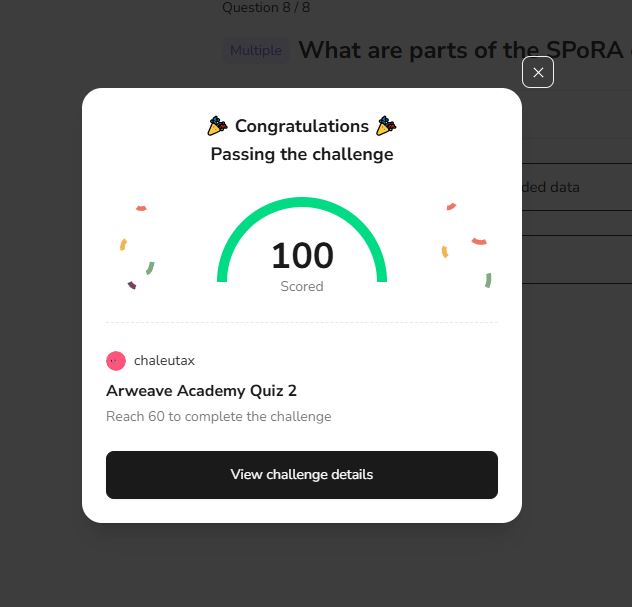 Question 8 / 8
Multiple What are parts of the SPoRA
Congratulations
Passing the challenge
ded data
100
Scored
chaleutax
Arweave Academy Quiz 2
Reach 60 to complete the challenge
View challenge details